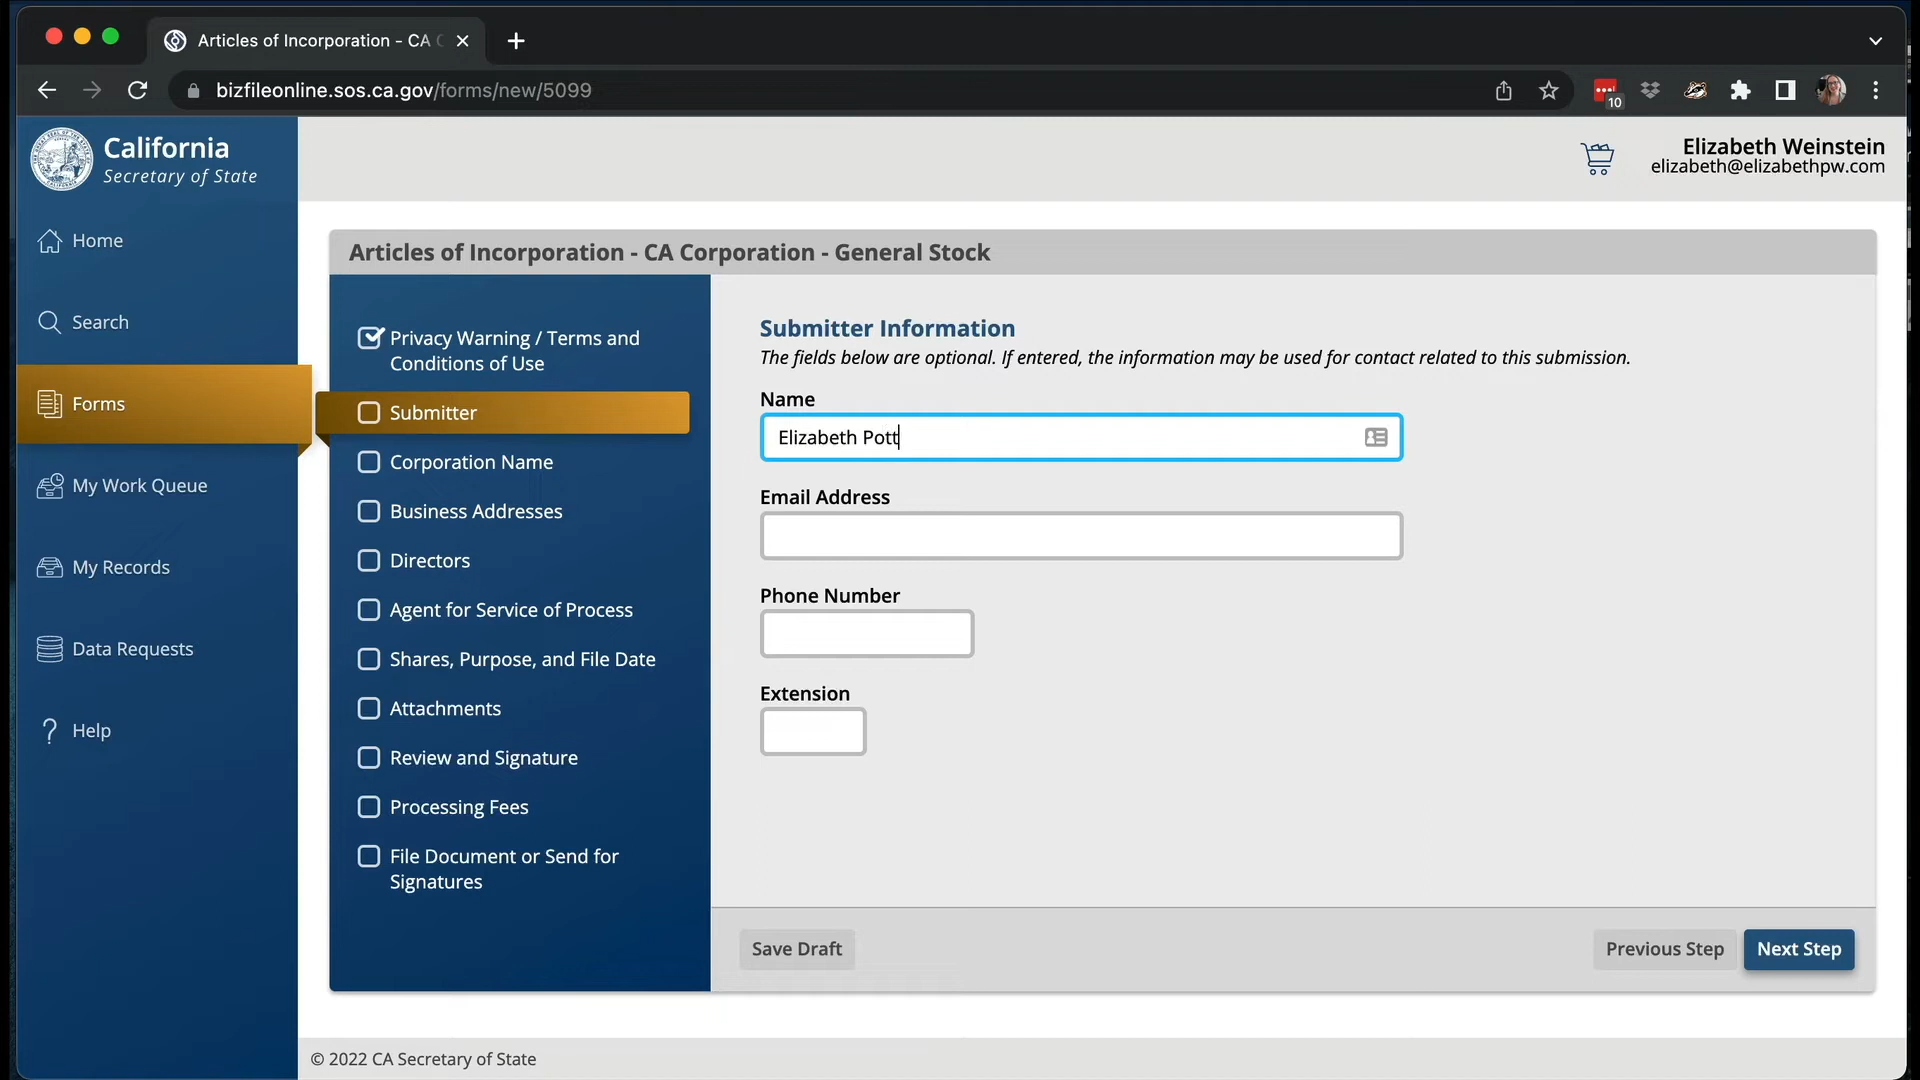 Articles of Incorporation - CA C
bizfileonline.sos.ca.gov/forms/new/5099
10
California
Secretary of State
Elizabeth Weinstein
elizabeth@elizabethpw.com
Home
Search
Forms
My Work Queue
My Records
Data Requests
? Help
Articles of Incorporation - CA Corporation - General Stock
Privacy Warning / Terms and
Conditions of Use
Submitter
Corporation Name
Business Addresses
Directors
Agent for Service of Process
Shares, Purpose, and File Date
Attachments
Review and Signature
Processing Fees
File Document or Send for
Signatures
Submitter Information
The fields below are optional. If entered, the information may be used for contact related to this submission.
Name
Elizabeth Pott
Email Address
Phone Number
Extension
Save Draft
Previous Step
Next Step
© 2022 CA Secretary of State